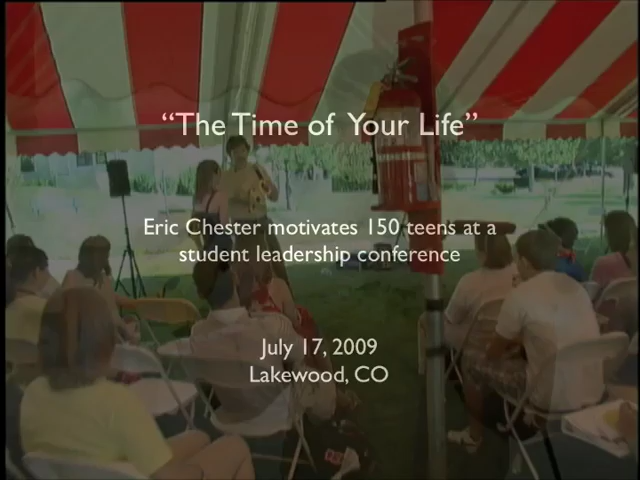 “The Time of Your Life”
Eric Chester motivates 150 teens at a
student leadership conference
July 17, 2009
Lakewood, CO